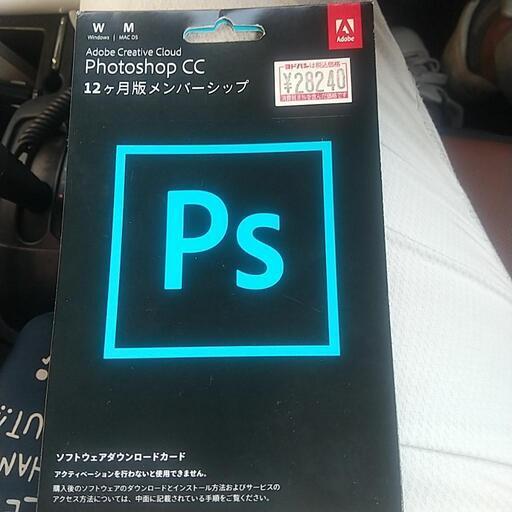 W M
Windows | MAC OS
Adobe
Adobe Creative Cloud
Photoshop CC
12ヶ月版メンバーシップ
ヨドバシは税込価格
¥28240
Ps
ソフトウェアダウンロードカード
アクティベーションを行わないと使用できません。
購入後のソフトウェアのダウンロードとインストール方法およびサービスの
アクセス方法については、中面に記載されている手順をご覧ください。